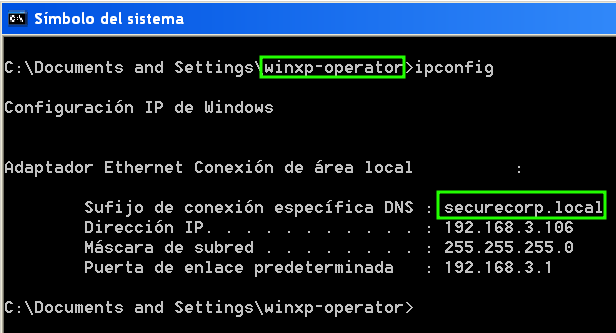 Símbolo del sistema
C:\Documents and Settings\winxp-operator>ipconfig
Configuración IP de Windows
Adaptador Ethernet Conexión de área local          :
        Sufijo de conexión específica DNS : securecorp.local
        Dirección IP. . . . . . . . . . . : 192.168.3.106
        Máscara de subred . . . . . . . . : 255.255.255.0
        Puerta de enlace predeterminada   : 192.168.3.1
C:\Documents and Settings\winxp-operator>